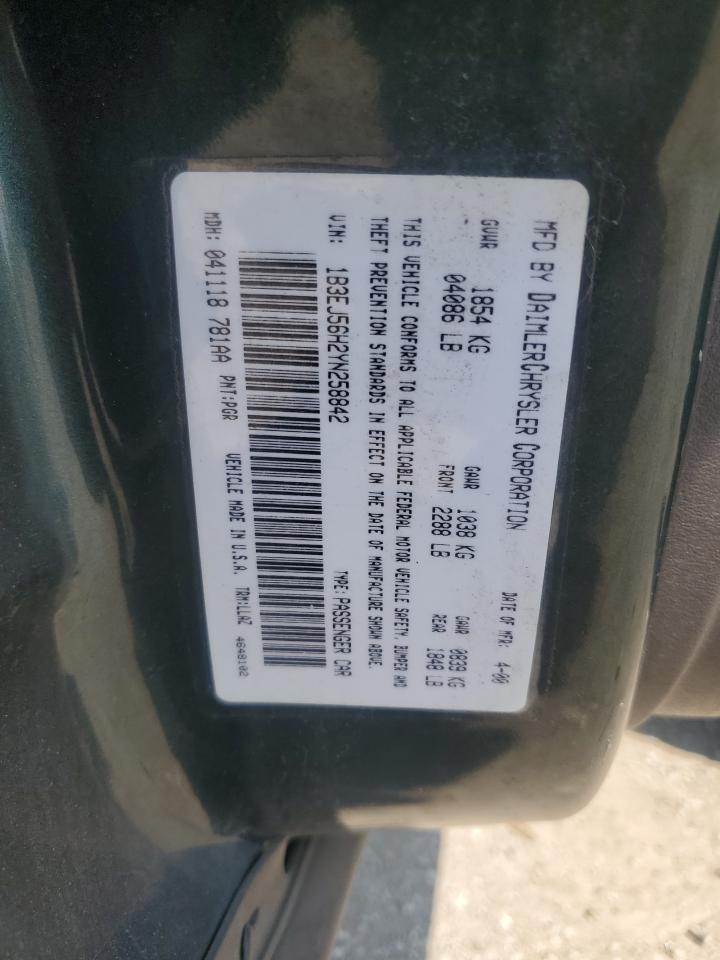 MFD BY DAIMLERCHRYSLER CORPORATION
DATE OF MFR: 4-00
GVWR 1854 KG
04086 LB
GAWR 1038 KG
FRONT 2288 LB
GAWR 0839 KG
REAR 1848 LB
THIS VEHICLE CONFORMS TO ALL APPLICABLE FEDERAL MOTOR VEHICLE SAFETY, BUMPER AND
THEFT PREVENTION STANDARDS IN EFFECT ON THE DATE OF MANUFACTURE SHOWN ABOVE.
VIN: 1B3EJ56H2YN258842 TYPE: PASSENGER CAR
MDH: 041118 781AA PNT:PGR VEHICLE MADE IN U.S.A. TRM:LLAZ
4648102